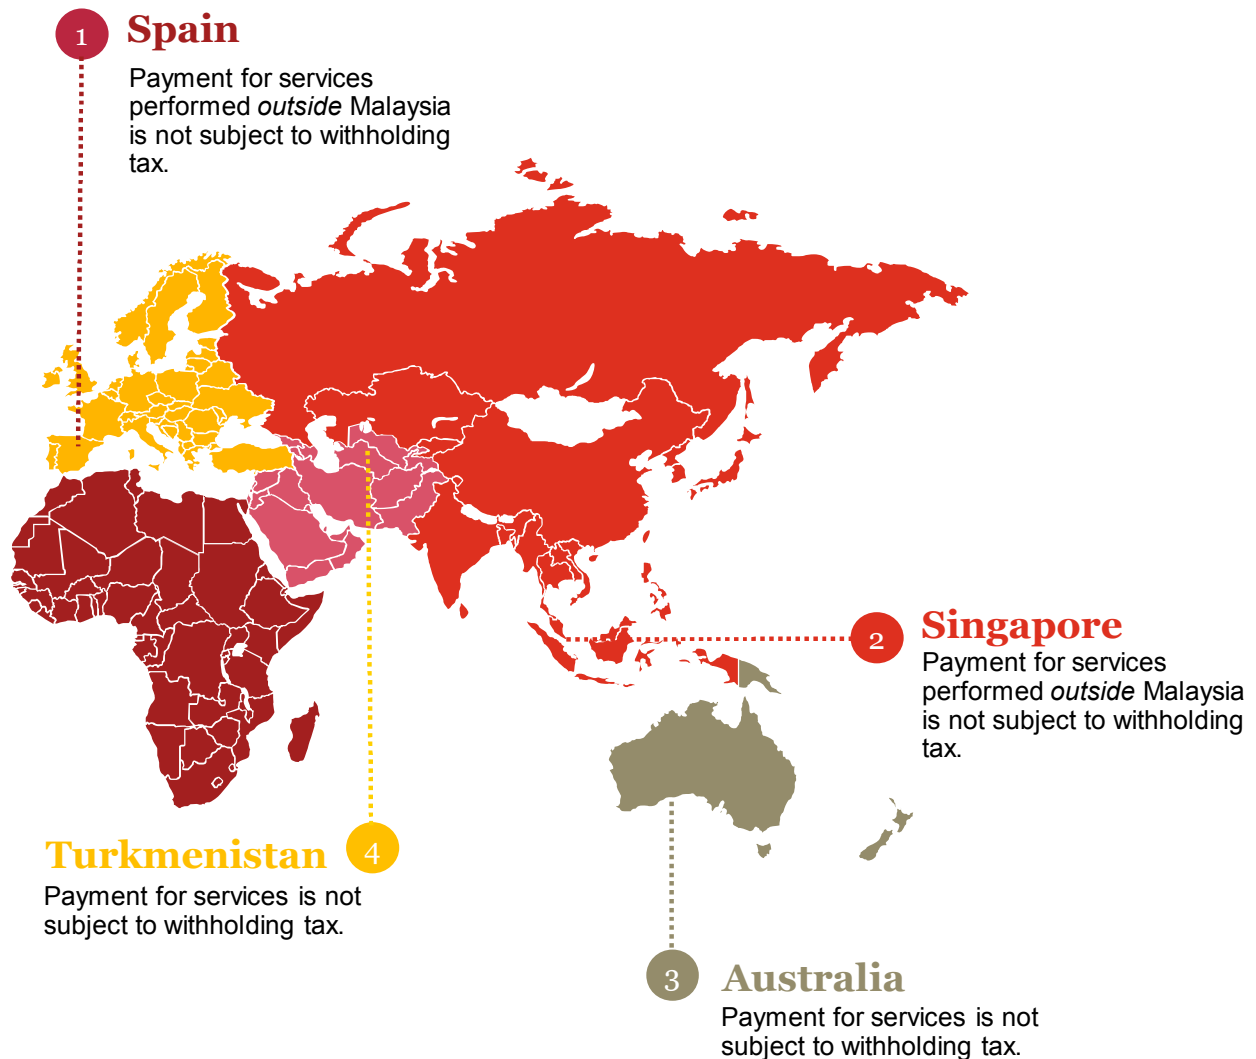 1 Spain
Payment for services
performed outside Malaysia
is not subject to withholding
tax.
2 Singapore
Payment for services
performed outside Malaysia
is not subject to withholding
tax.
Turkmenistan 4
Payment for services is not
subject to withholding tax.
3 Australia
Payment for services is not
subject to withholding tax.